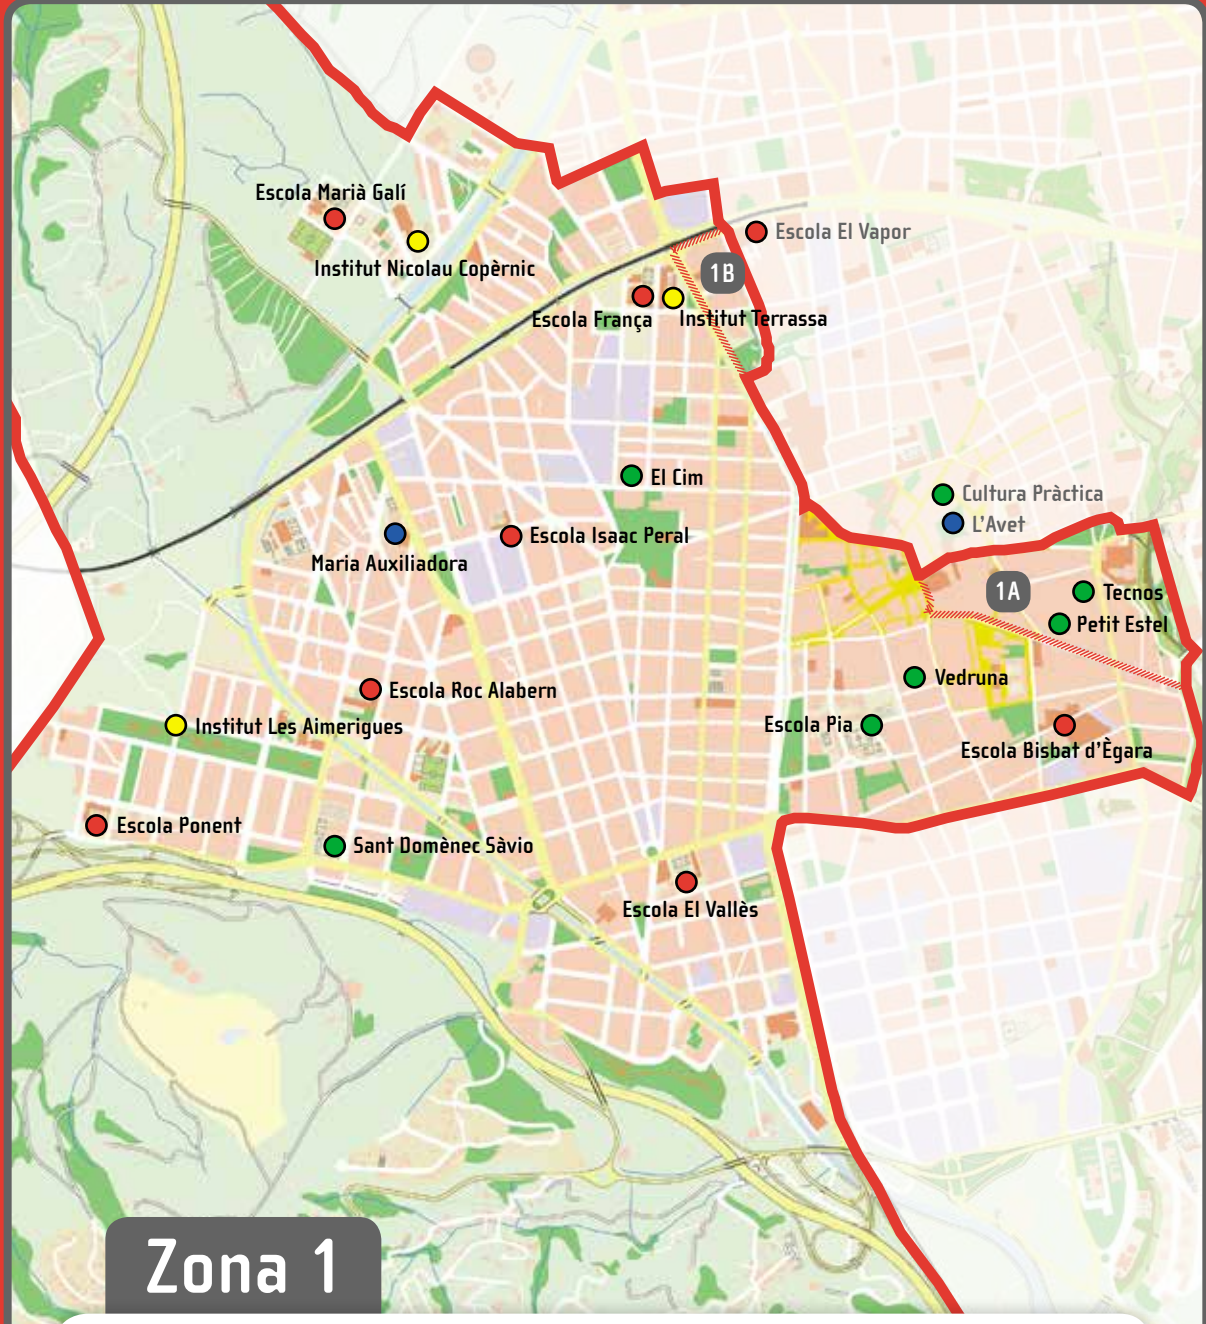 Escola Marià Galí
Institut Nicolau Copèrnic
Escola El Vapor
1B
Escola França
Institut Terrassa
El Cim
Cultura Pràctica
L'Avet
Maria Auxiliadora
Escola Isaac Peral
1A
Tecnos
Petit Estel
Vedruna
Escola Roc Alabern
Institut Les Aimerigues
Escola Pia
Escola Bisbat d'Ègara
Escola Ponent
Sant Domènec Sàvio
Escola El Vallès
Zona 1